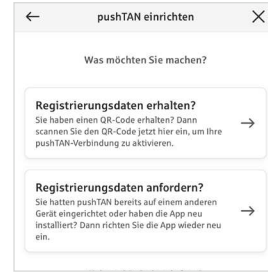 pushTAN einrichten
Was möchten Sie machen?
Registrierungsdaten erhalten?
Sie haben einen QR-Code erhalten? Dann
scannen Sie den QR-Code jetzt hier ein, um Ihre
pushTAN-Verbindung zu aktivieren.
Registrierungsdaten anfordern?
Sie hatten pushTAN bereits auf einem anderen
Gerät eingerichtet oder haben die App neu
installiert? Dann richten Sie die App wieder neu
ein.